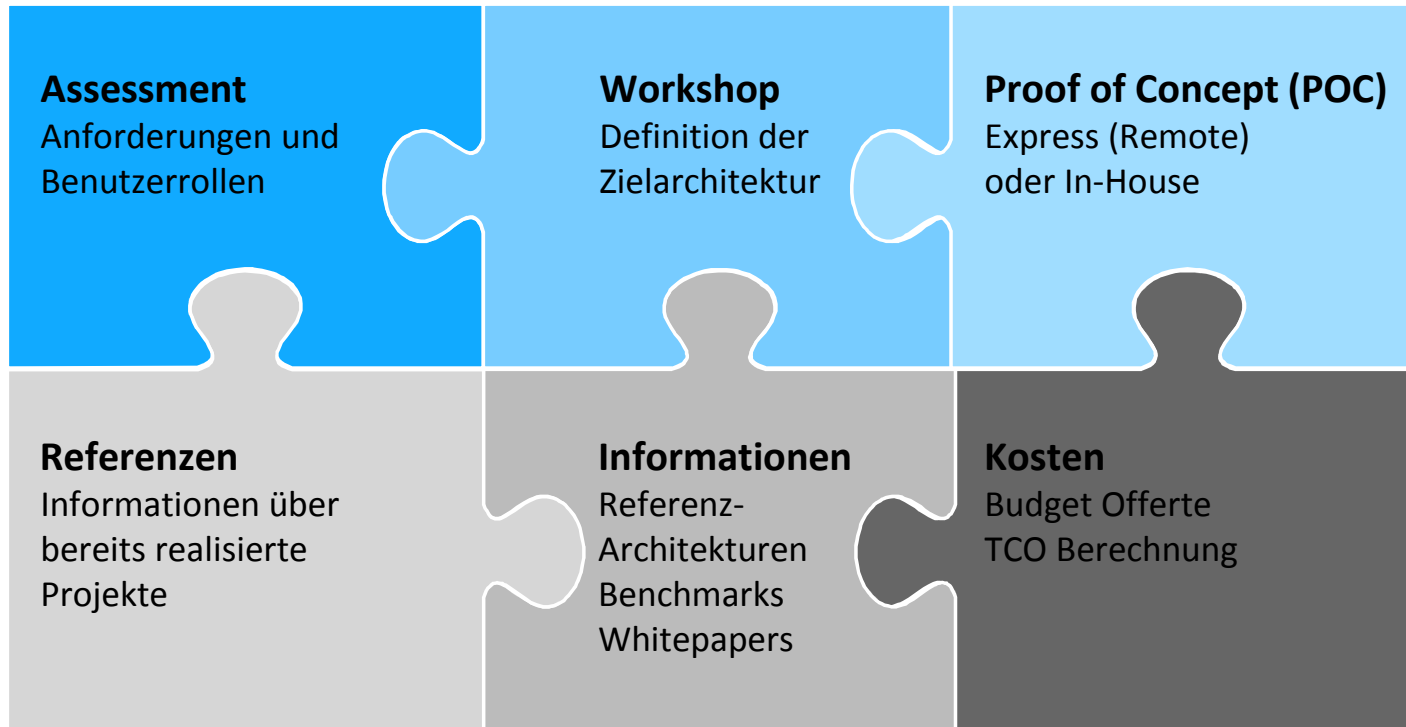 Assessment
Anforderungen und
Benutzerrollen
Workshop
Definition der
Zielarchitektur
Proof of Concept (POC)
Express (Remote)
oder In-House
Referenzen
Informationen über
bereits realisierte
Projekte
Informationen
Referenz-
Architekturen
Benchmarks
Whitepapers
Kosten
Budget Offerte
TCO Berechnung